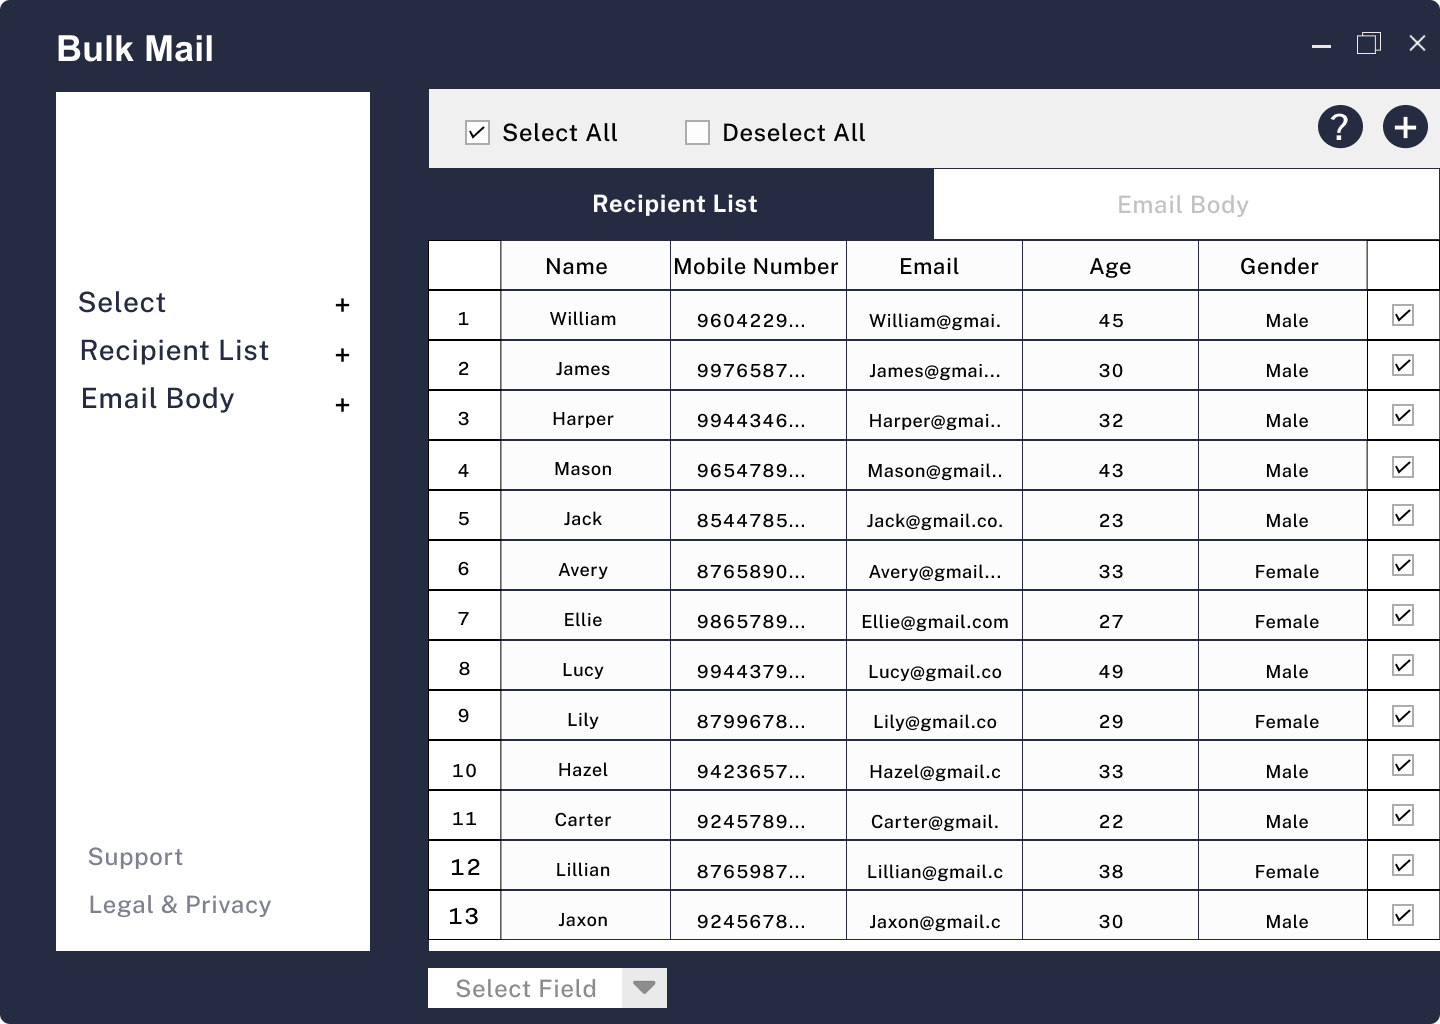 Bulk Mail
Select All Deselect All ? +
Recipient List Email Body
Select +
Recipient List +
Email Body +
Support
Legal & Privacy
Name Mobile Number Email Age Gender
1 William 9604229... William@gmai. 45 Male
2 James 9976587... James@gmai... 30 Male
3 Harper 9944346... Harper@gmai.. 32 Male
4 Mason 9654789... Mason@gmail.. 43 Male
5 Jack 8544785... Jack@gmail.co. 23 Male
6 Avery 8765890... Avery@gmail... 33 Female
7 Ellie 9865789... Ellie@gmail.com 27 Female
8 Lucy 9944379... Lucy@gmail.co 49 Male
9 Lily 8799678... Lily@gmail.co 29 Female
10 Hazel 9423657... Hazel@gmail.c 33 Male
11 Carter 9245789... Carter@gmail. 22 Male
12 Lillian 8765987... Lillian@gmail.c 38 Female
13 Jaxon 9245678... Jaxon@gmail.c 30 Male
Select Field